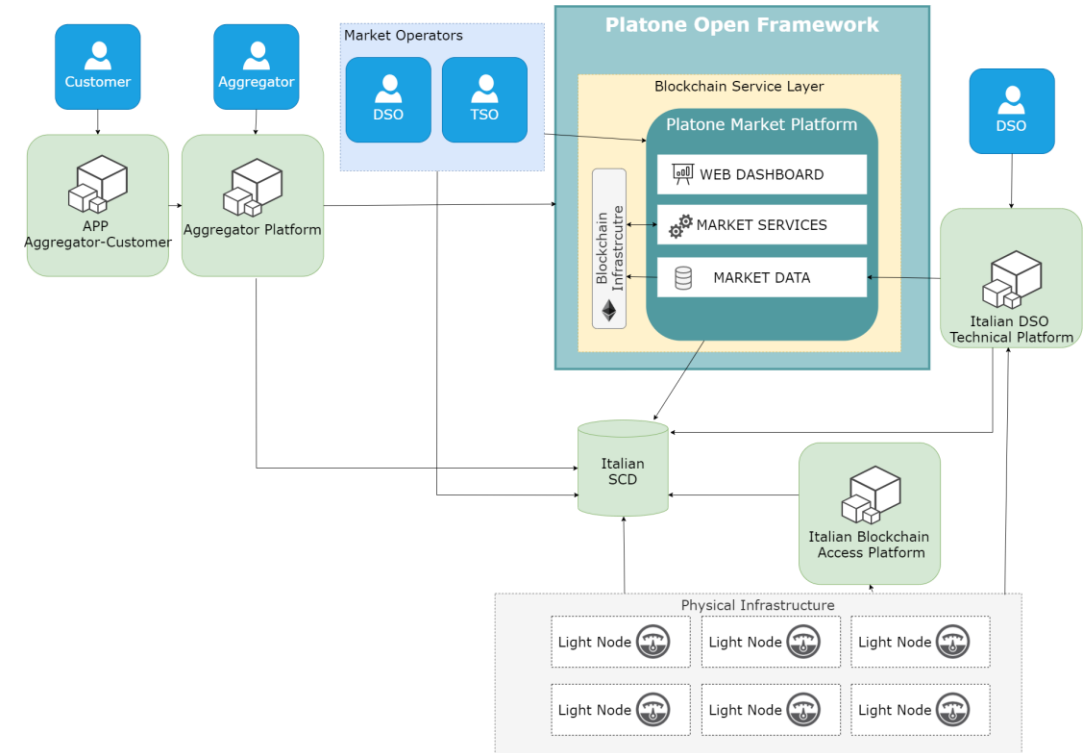 Platone Open Framework
Market Operators
Customer
Aggregator
DSO
TSO
Blockchain Service Layer
Platone Market Platform
WEB DASHBOARD
MARKET SERVICES
MARKET DATA
Blockchain
Infrastrcutre
DSO
APP
Aggregator-Customer
Aggregator Platform
Italian DSO
Technical Platform
Italian
SCD
Italian Blockchain
Access Platform
Physical Infrastructure
Light Node
Light Node
Light Node
Light Node
Light Node
Light Node